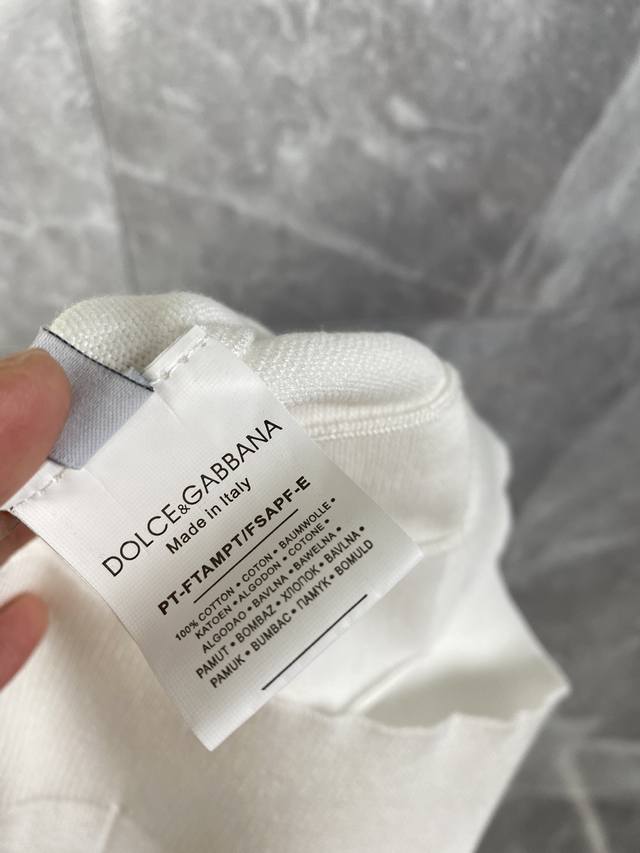 DOLCE&GABBANA
Made in Italy
PT-FTAMPT/FSAPF-E
100% COTTON • COTON • BAUMWOLLE •
KATOEN • ALGODON • COTONE •
ALGODAO • BAVLNA • BAWELNA •
PAMUT • BOMBAZ • ХЛОПОК • BAVLNA •
PAMUK • BUMBAC • ПАМУК • BOMULD